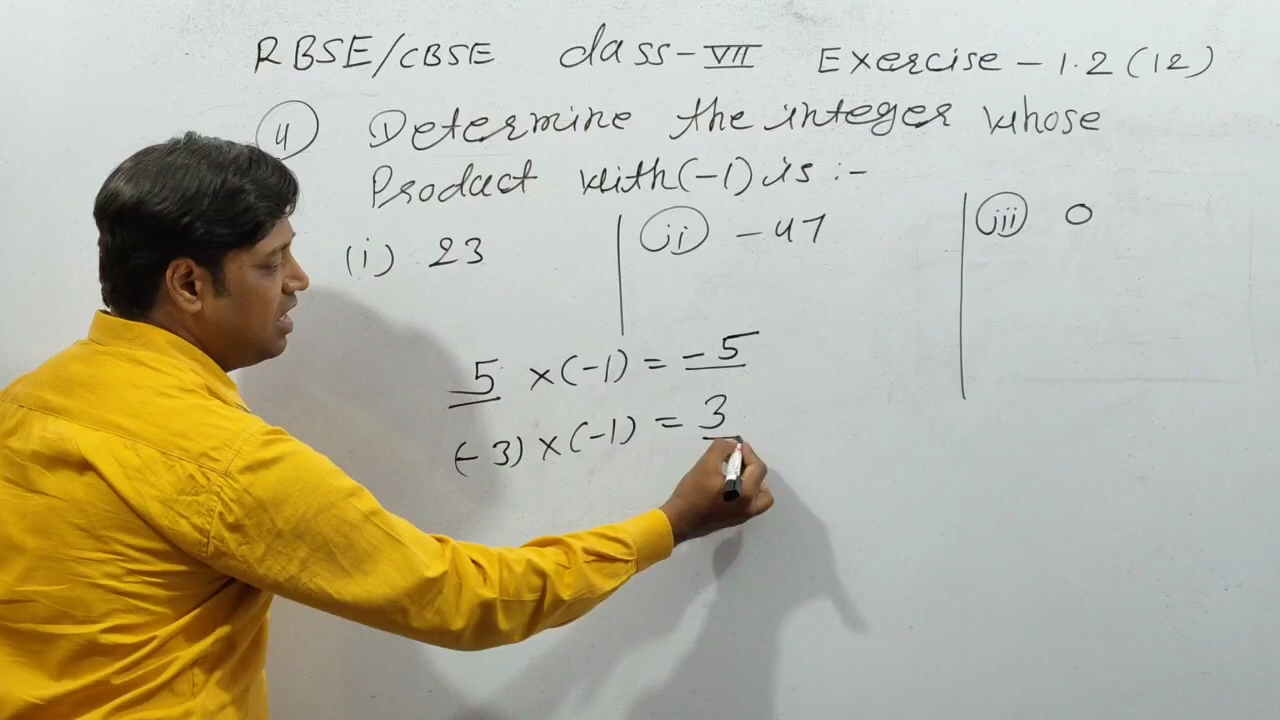 RBSE/CBSE Class-VII Exercise-1.2(12)
4 Determine the integer whose
Product with(-1) is :-
(i) 23 (ii) -47 (iii) 0
5 ×(-1) = -5
(-3) ×(-1) = 3